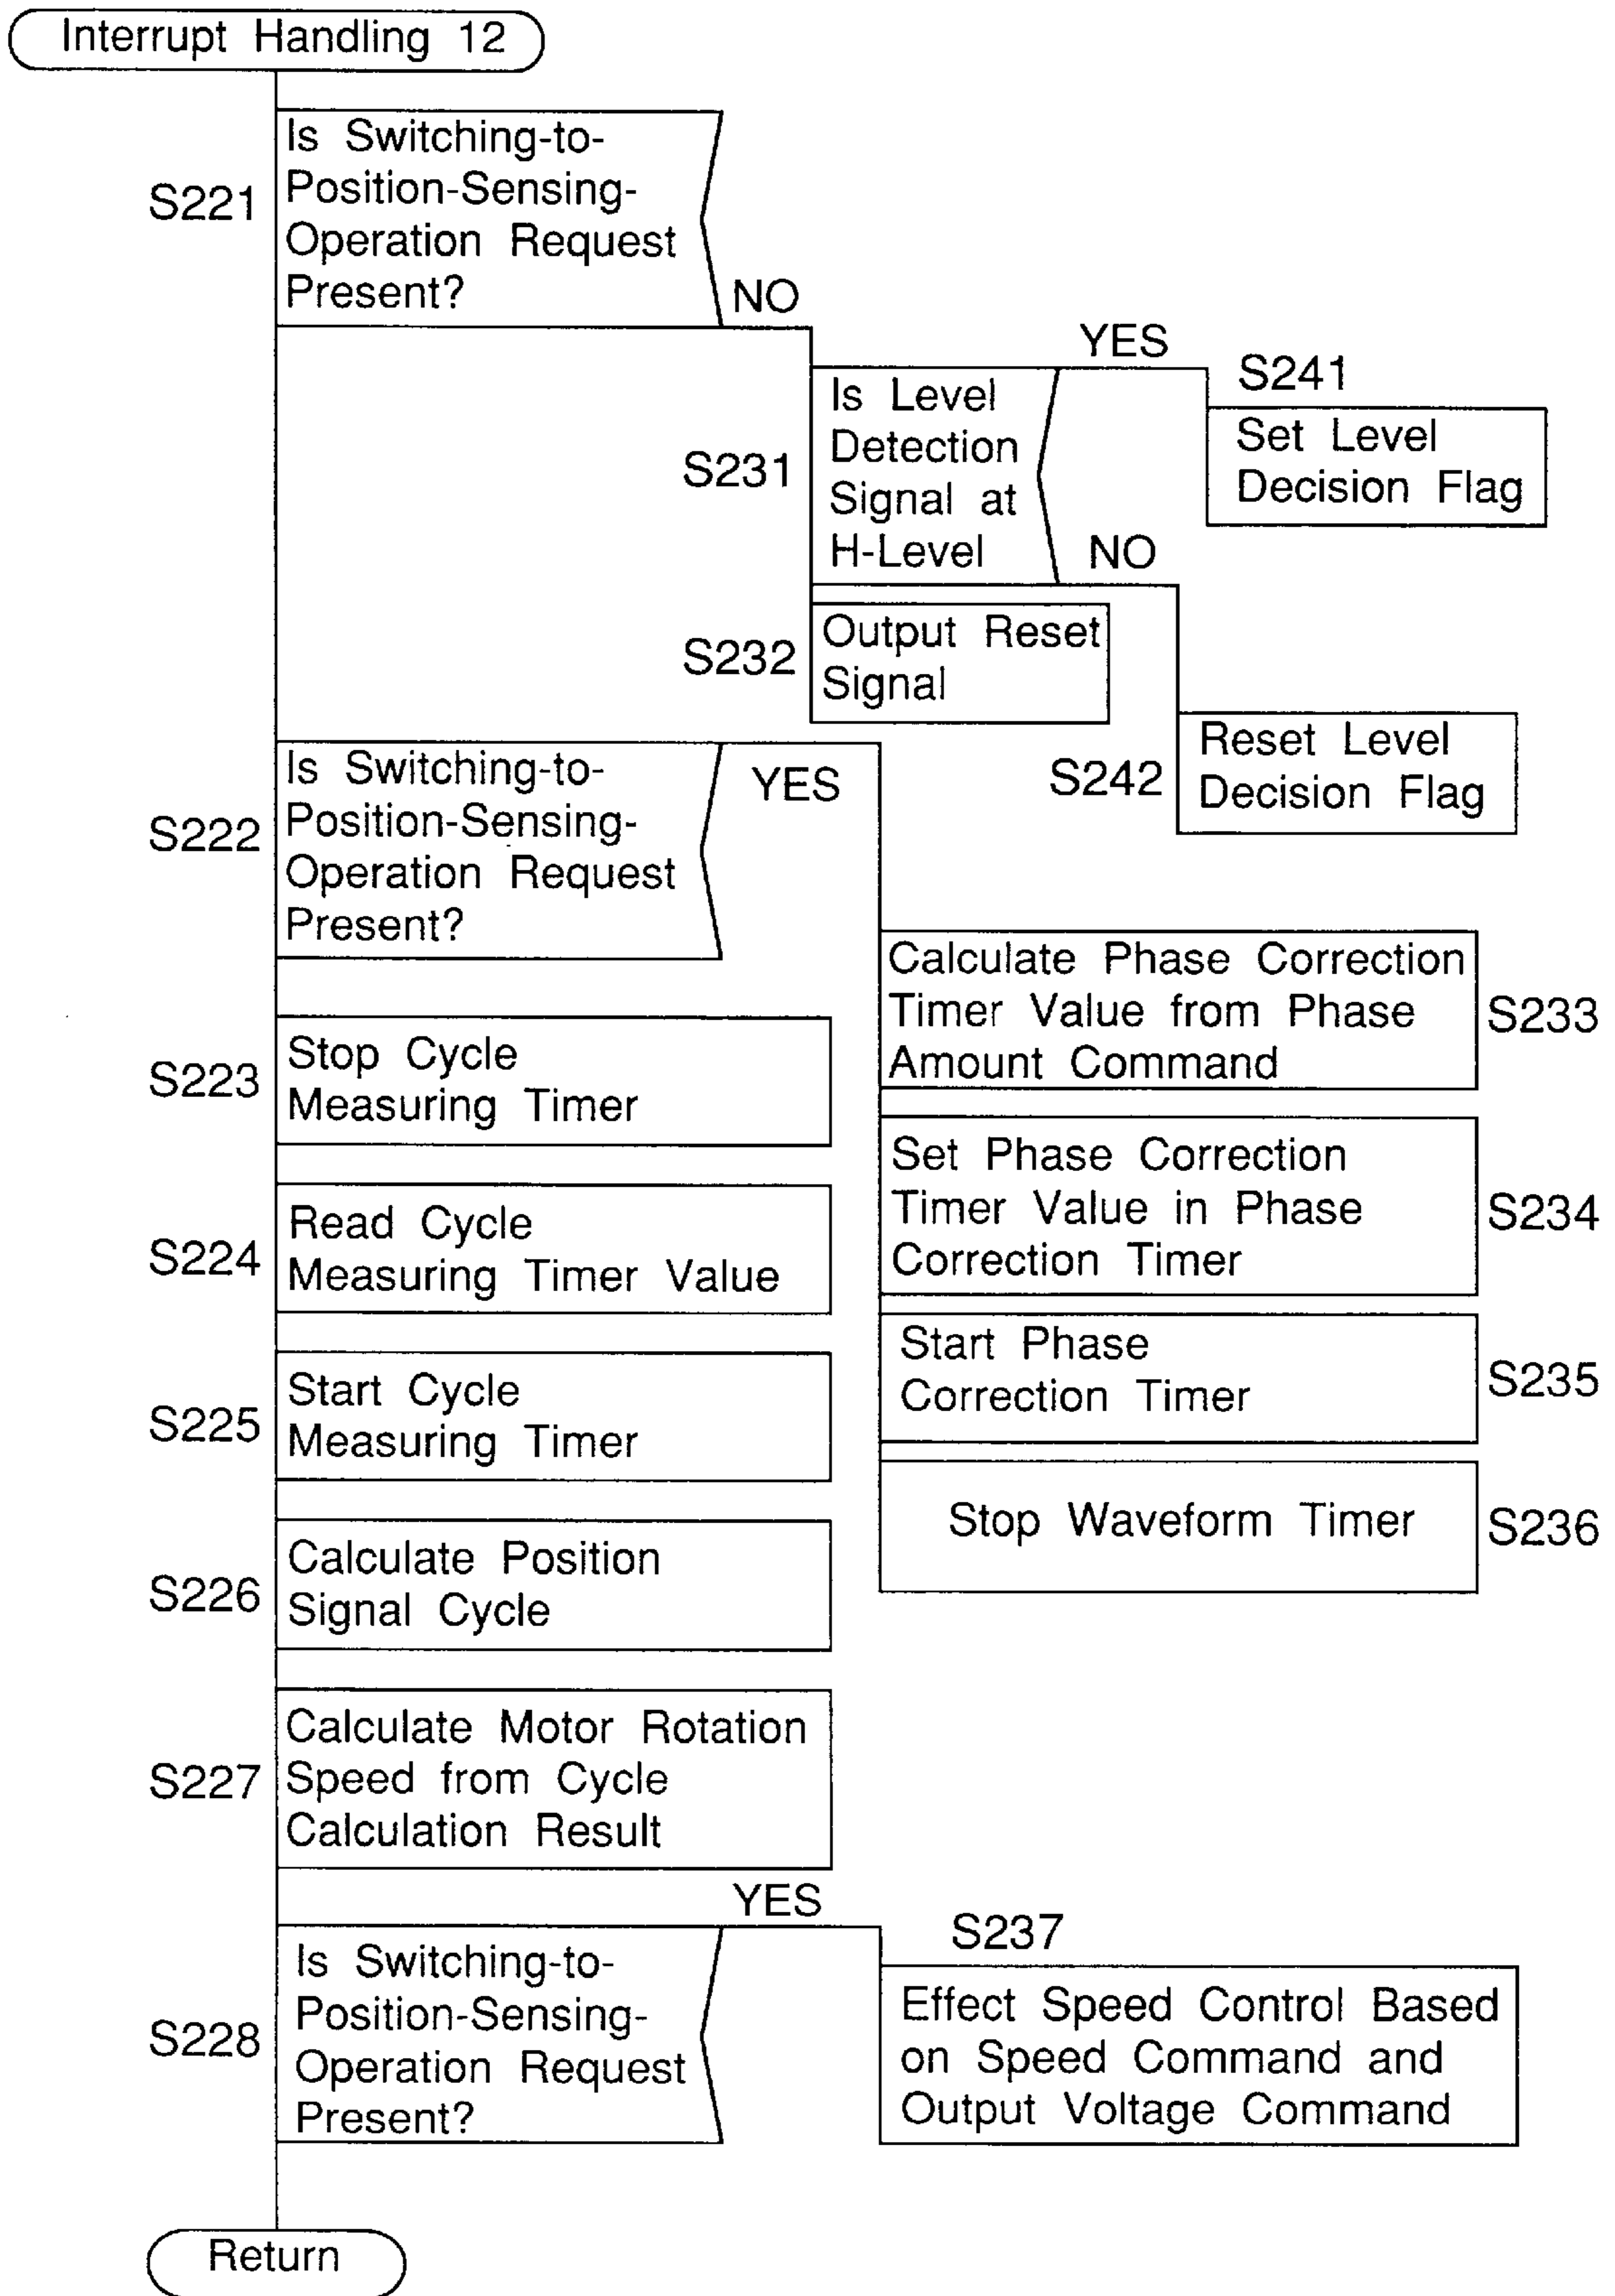 Interrupt Handling 12
S221
Is Switching-to-
Position-Sensing-
Operation Request
Present?
NO
S231
Is Level
Detection
Signal at
H-Level
YES
S241
Set Level
Decision Flag
NO
S232
Output Reset
Signal
S242
Reset Level
Decision Flag
S222
Is Switching-to-
Position-Sensing-
Operation Request
Present?
YES
Calculate Phase Correction
Timer Value from Phase
Amount Command
S233
Set Phase Correction
Timer Value in Phase
Correction Timer
S234
Start Phase
Correction Timer
S235
Stop Waveform Timer
S236
S223
Stop Cycle
Measuring Timer
S224
Read Cycle
Measuring Timer Value
S225
Start Cycle
Measuring Timer
S226
Calculate Position
Signal Cycle
S227
Calculate Motor Rotation
Speed from Cycle
Calculation Result
S228
Is Switching-to-
Position-Sensing-
Operation Request
Present?
YES
S237
Effect Speed Control Based
on Speed Command and
Output Voltage Command
Return